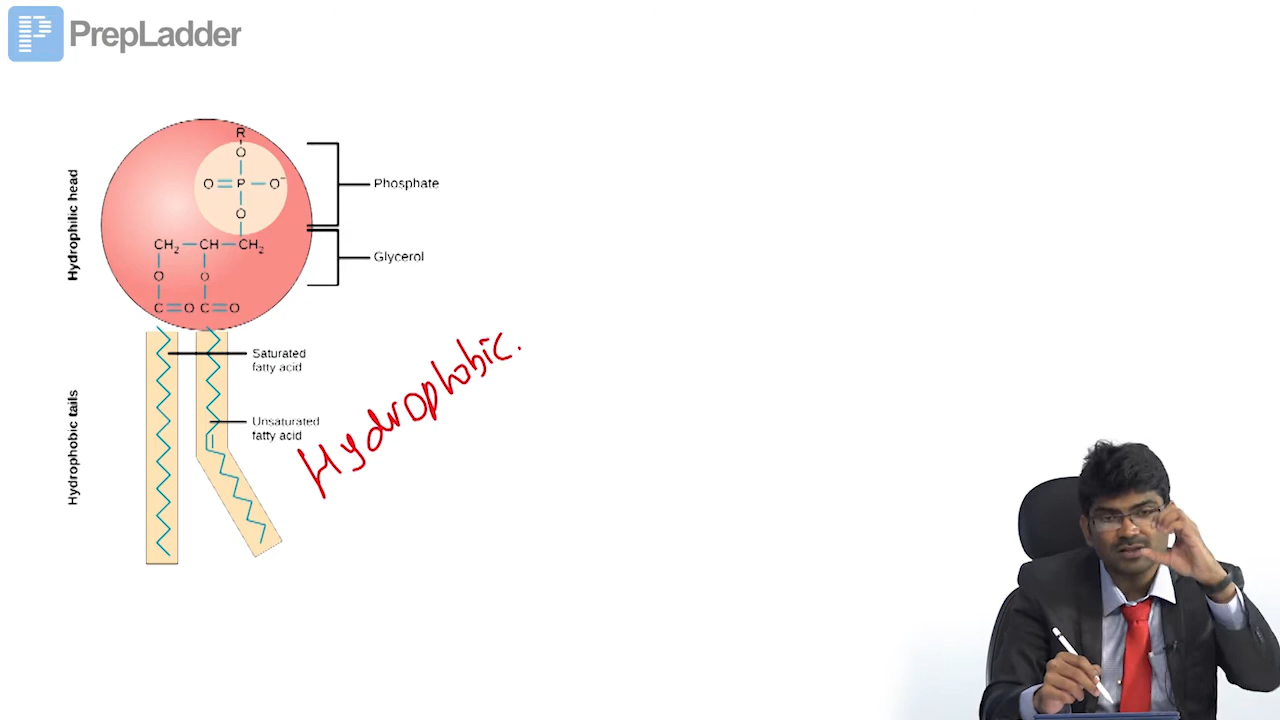 PrepLadder
Hydrophilic head
R
O
O=P—O⁻
O
CH₂—CH—CH₂
O O
C=O C=O
Phosphate
Glycerol
Hydrophobic tails
Saturated
fatty acid
Unsaturated
fatty acid
Hydrophobic.